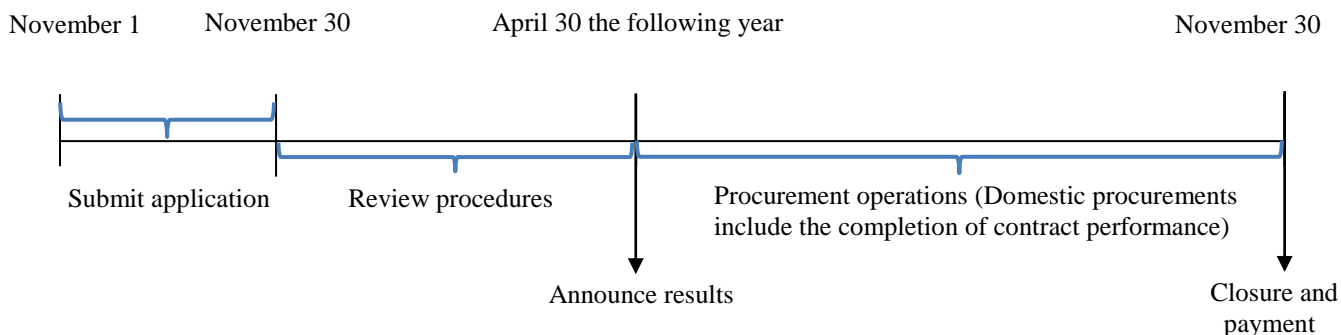 November 1
November 30
April 30 the following year
November 30
Submit application
Review procedures
Procurement operations (Domestic procurements
include the completion of contract performance)
Announce results
Closure and
payment